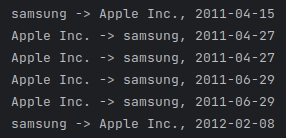 samsung -> Apple Inc., 2011-04-15
Apple Inc. -> samsung, 2011-04-27
Apple Inc. -> samsung, 2011-04-27
Apple Inc. -> samsung, 2011-06-29
Apple Inc. -> samsung, 2011-06-29
samsung -> Apple Inc., 2012-02-08